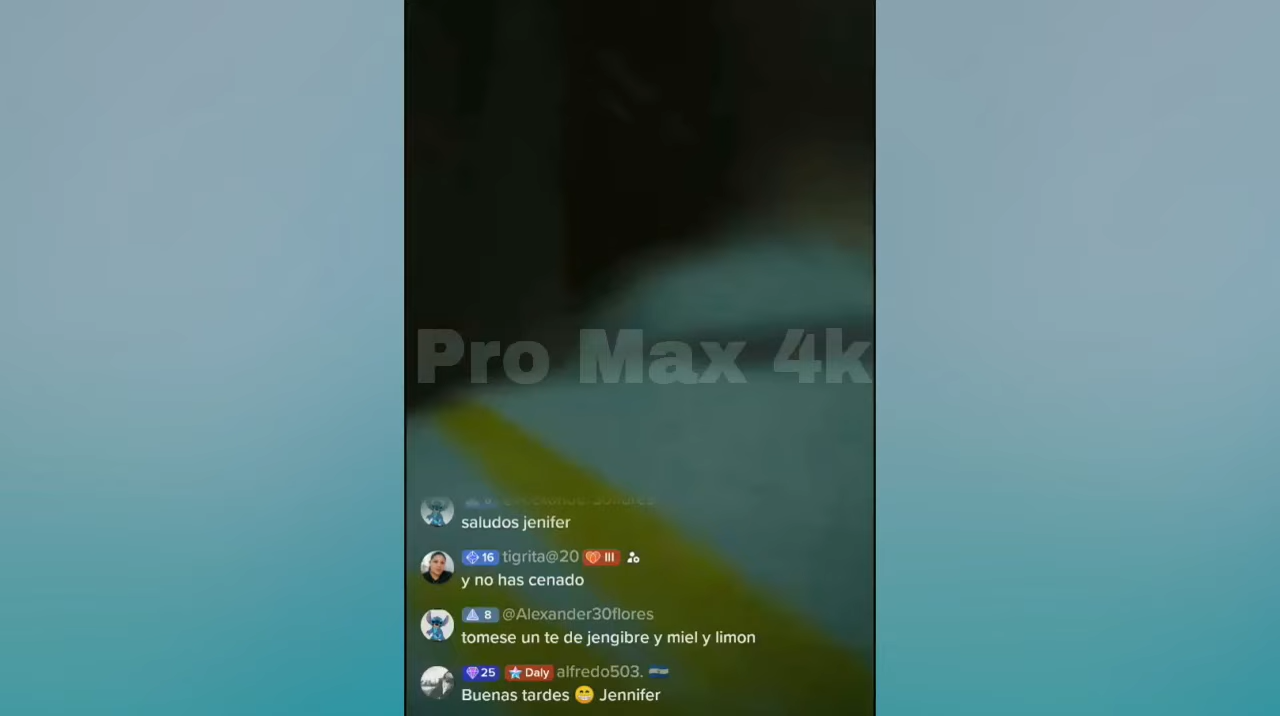 Pro Max 4k
saludos jenifer
16 tigrita@20 III
y no has cenado
8 @Alexander30flores
tomese un te de jengibre y miel y limon
25 Daly alfredo503.
Buenas tardes 😁 Jennifer